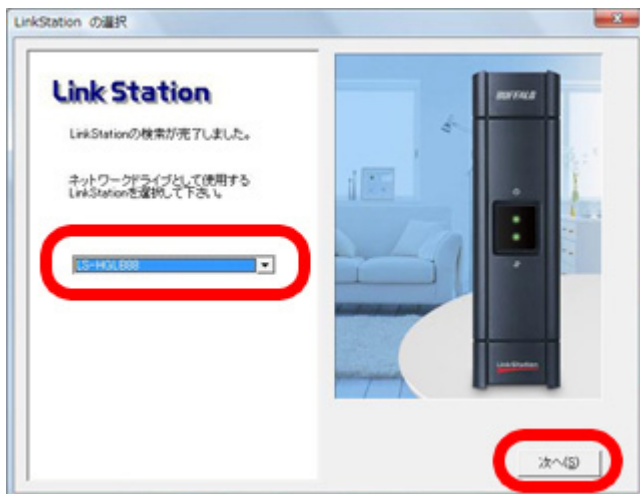 LinkStation の選択
Link Station
LinkStationの検索が完了しました。
ネットワークドライブとして使用する
LinkStationを選択して下さい。
BUFFALO
LinkStation
次へ(S)